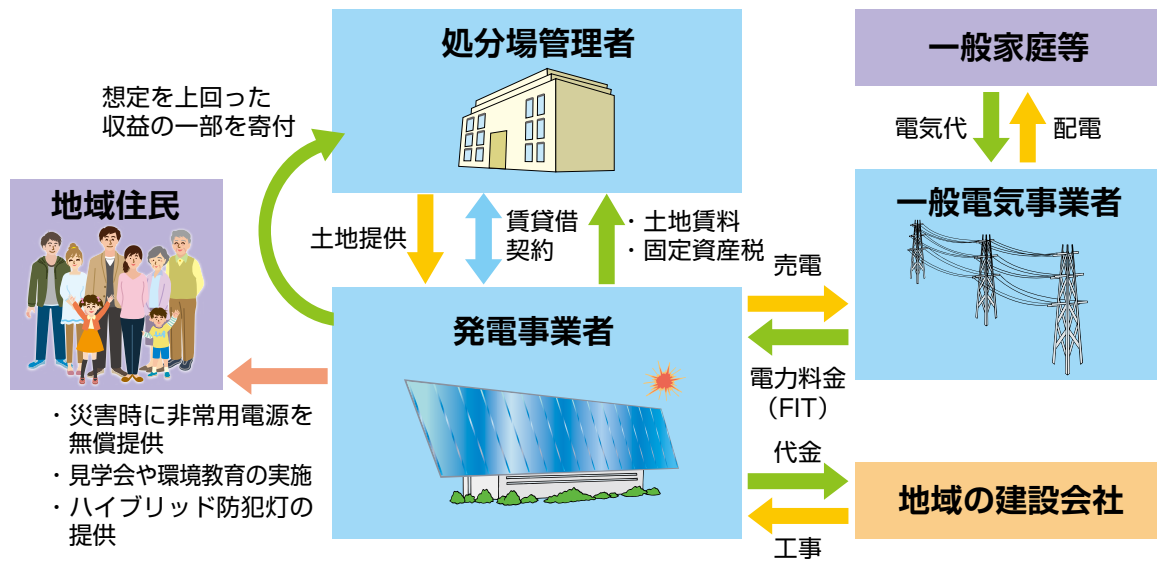 処分場管理者
一般家庭等
想定を上回った
収益の一部を寄付
電気代
配電
地域住民
一般電気事業者
土地提供
賃貸借
契約
・土地賃料
・固定資産税
売電
発電事業者
電力料金
（FIT）
・災害時に非常用電源を
無償提供
・見学会や環境教育の実施
・ハイブリッド防犯灯の
提供
代金
地域の建設会社
工事